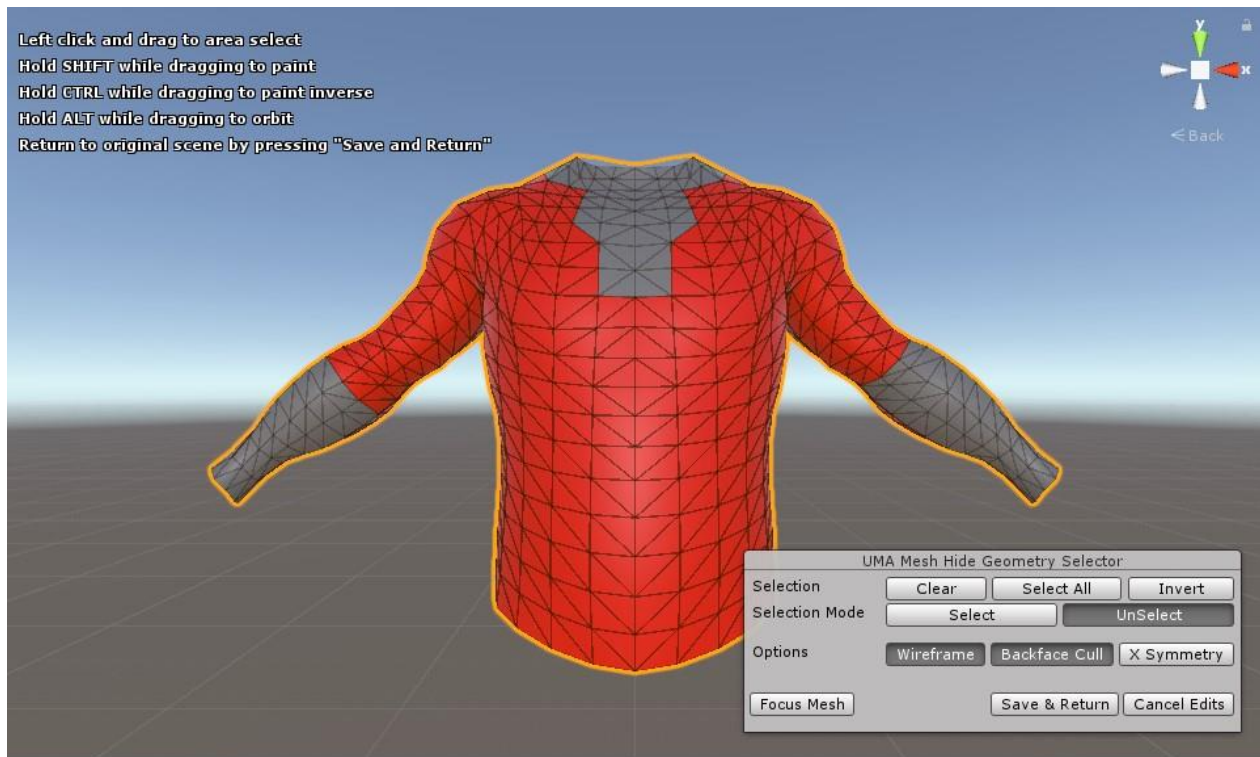 Left click and drag to area select
Hold SHIFT while dragging to paint
Hold CTRL while dragging to paint inverse
Hold ALT while dragging to orbit
Return to original scene by pressing "Save and Return"
y
x
Back
UMA Mesh Hide Geometry Selector
Selection Clear Select All Invert
Selection Mode Select UnSelect
Options Wireframe Backface Cull X Symmetry
Focus Mesh Save & Return Cancel Edits